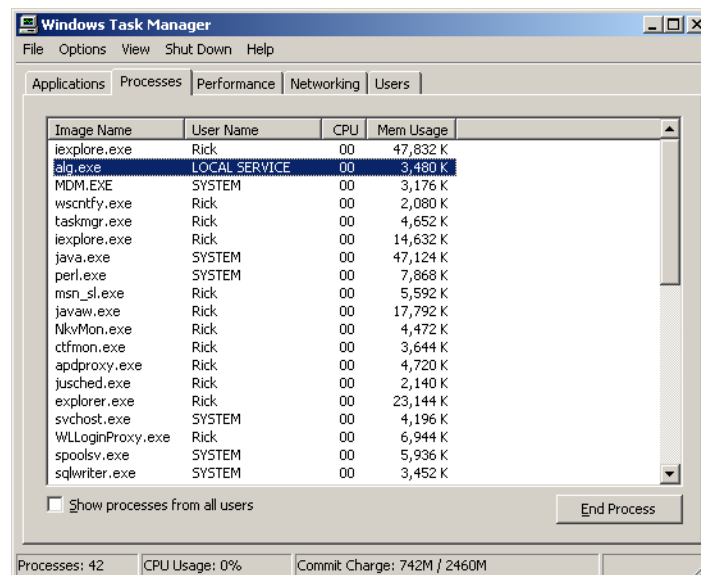 Windows Task Manager
File Options View Shut Down Help
Applications Processes Performance Networking Users
Image Name User Name CPU Mem Usage
iexplore.exe Rick 00 47,832 K
alg.exe LOCAL SERVICE 00 3,480 K
MDM.EXE SYSTEM 00 3,176 K
wscntfy.exe Rick 00 2,080 K
taskmgr.exe Rick 00 4,652 K
iexplore.exe Rick 00 14,632 K
java.exe SYSTEM 00 47,124 K
perl.exe SYSTEM 00 7,868 K
msn_sl.exe Rick 00 5,592 K
javaw.exe Rick 00 17,792 K
NkvMon.exe Rick 00 4,472 K
ctfmon.exe Rick 00 3,644 K
apdproxy.exe Rick 00 4,720 K
jusched.exe Rick 00 2,140 K
explorer.exe Rick 00 23,144 K
svchost.exe SYSTEM 00 4,196 K
WLLoginProxy.exe Rick 00 6,944 K
spoolsv.exe SYSTEM 00 5,936 K
sqlwriter.exe SYSTEM 00 3,452 K
Show processes from all users
End Process
Processes: 42 CPU Usage: 0% Commit Charge: 742M / 2460M